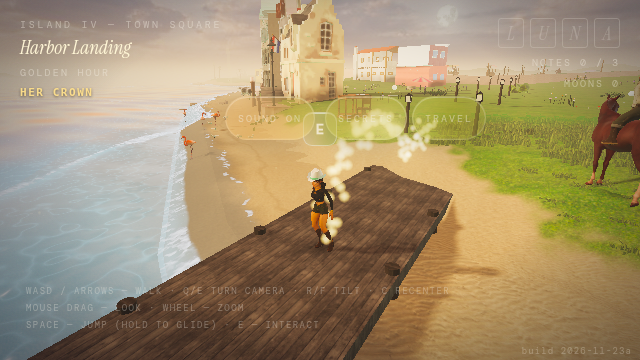 ISLAND IV — TOWN SQUARE
Harbor Landing
GOLDEN HOUR
HER CROWN
L U N A
NOTES 0 / 3
MOONS 0
SOUND ON
SECRETS
TRAVEL
E
WASD / ARROWS — WALK · Q/E TURN CAMERA · R/F TILT · C RECENTER
MOUSE DRAG — LOOK · WHEEL — ZOOM
SPACE — JUMP (HOLD TO GLIDE) · E — INTERACT
build 2026-11-23a